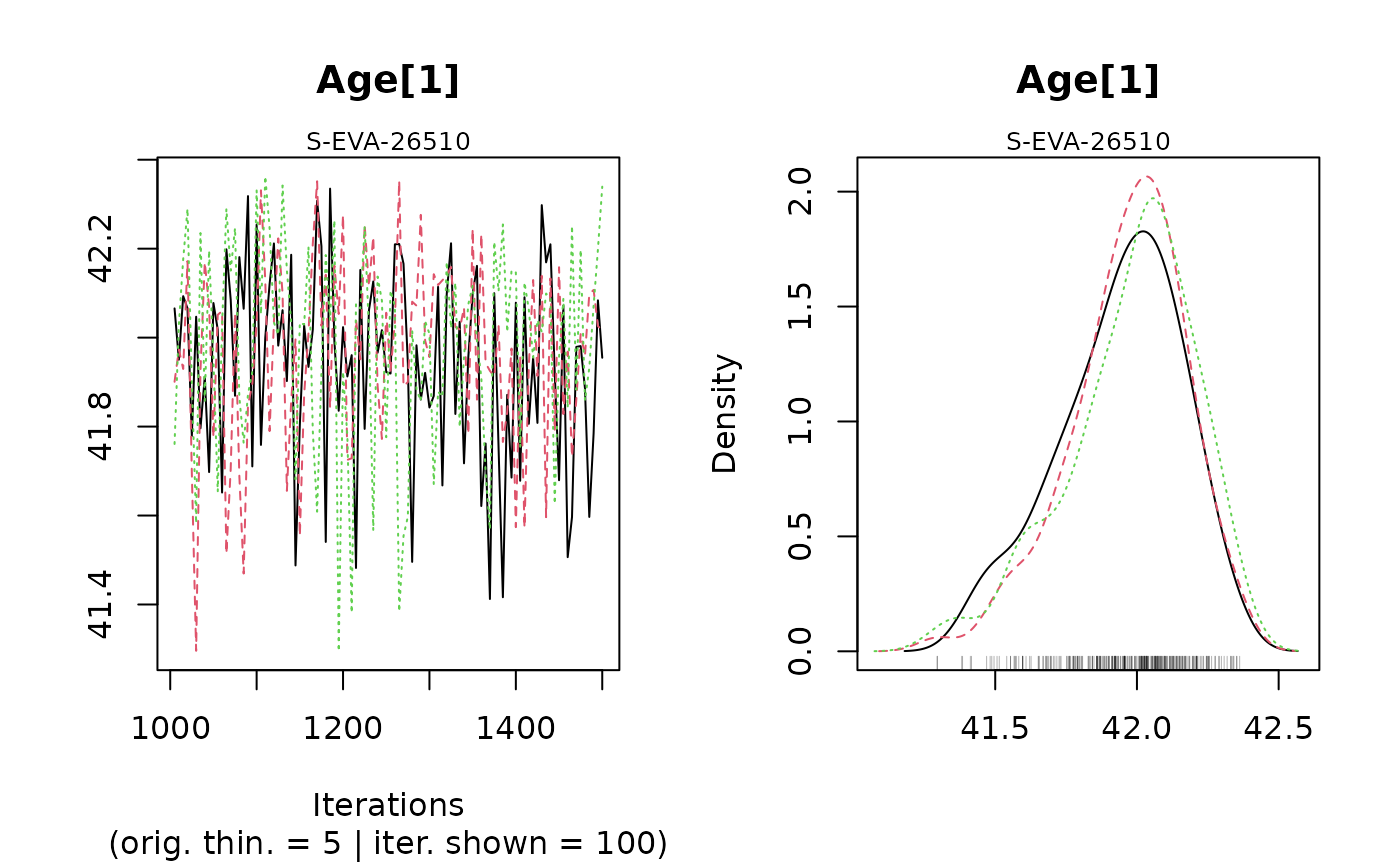 Age[1]
S-EVA-26510
42.2
41.8
41.4
1000 1200 1400
Iterations
(orig. thin. = 5 | iter. shown = 100)
Age[1]
S-EVA-26510
Density
2.0
1.5
1.0
0.5
0.0
41.5 42.0 42.5